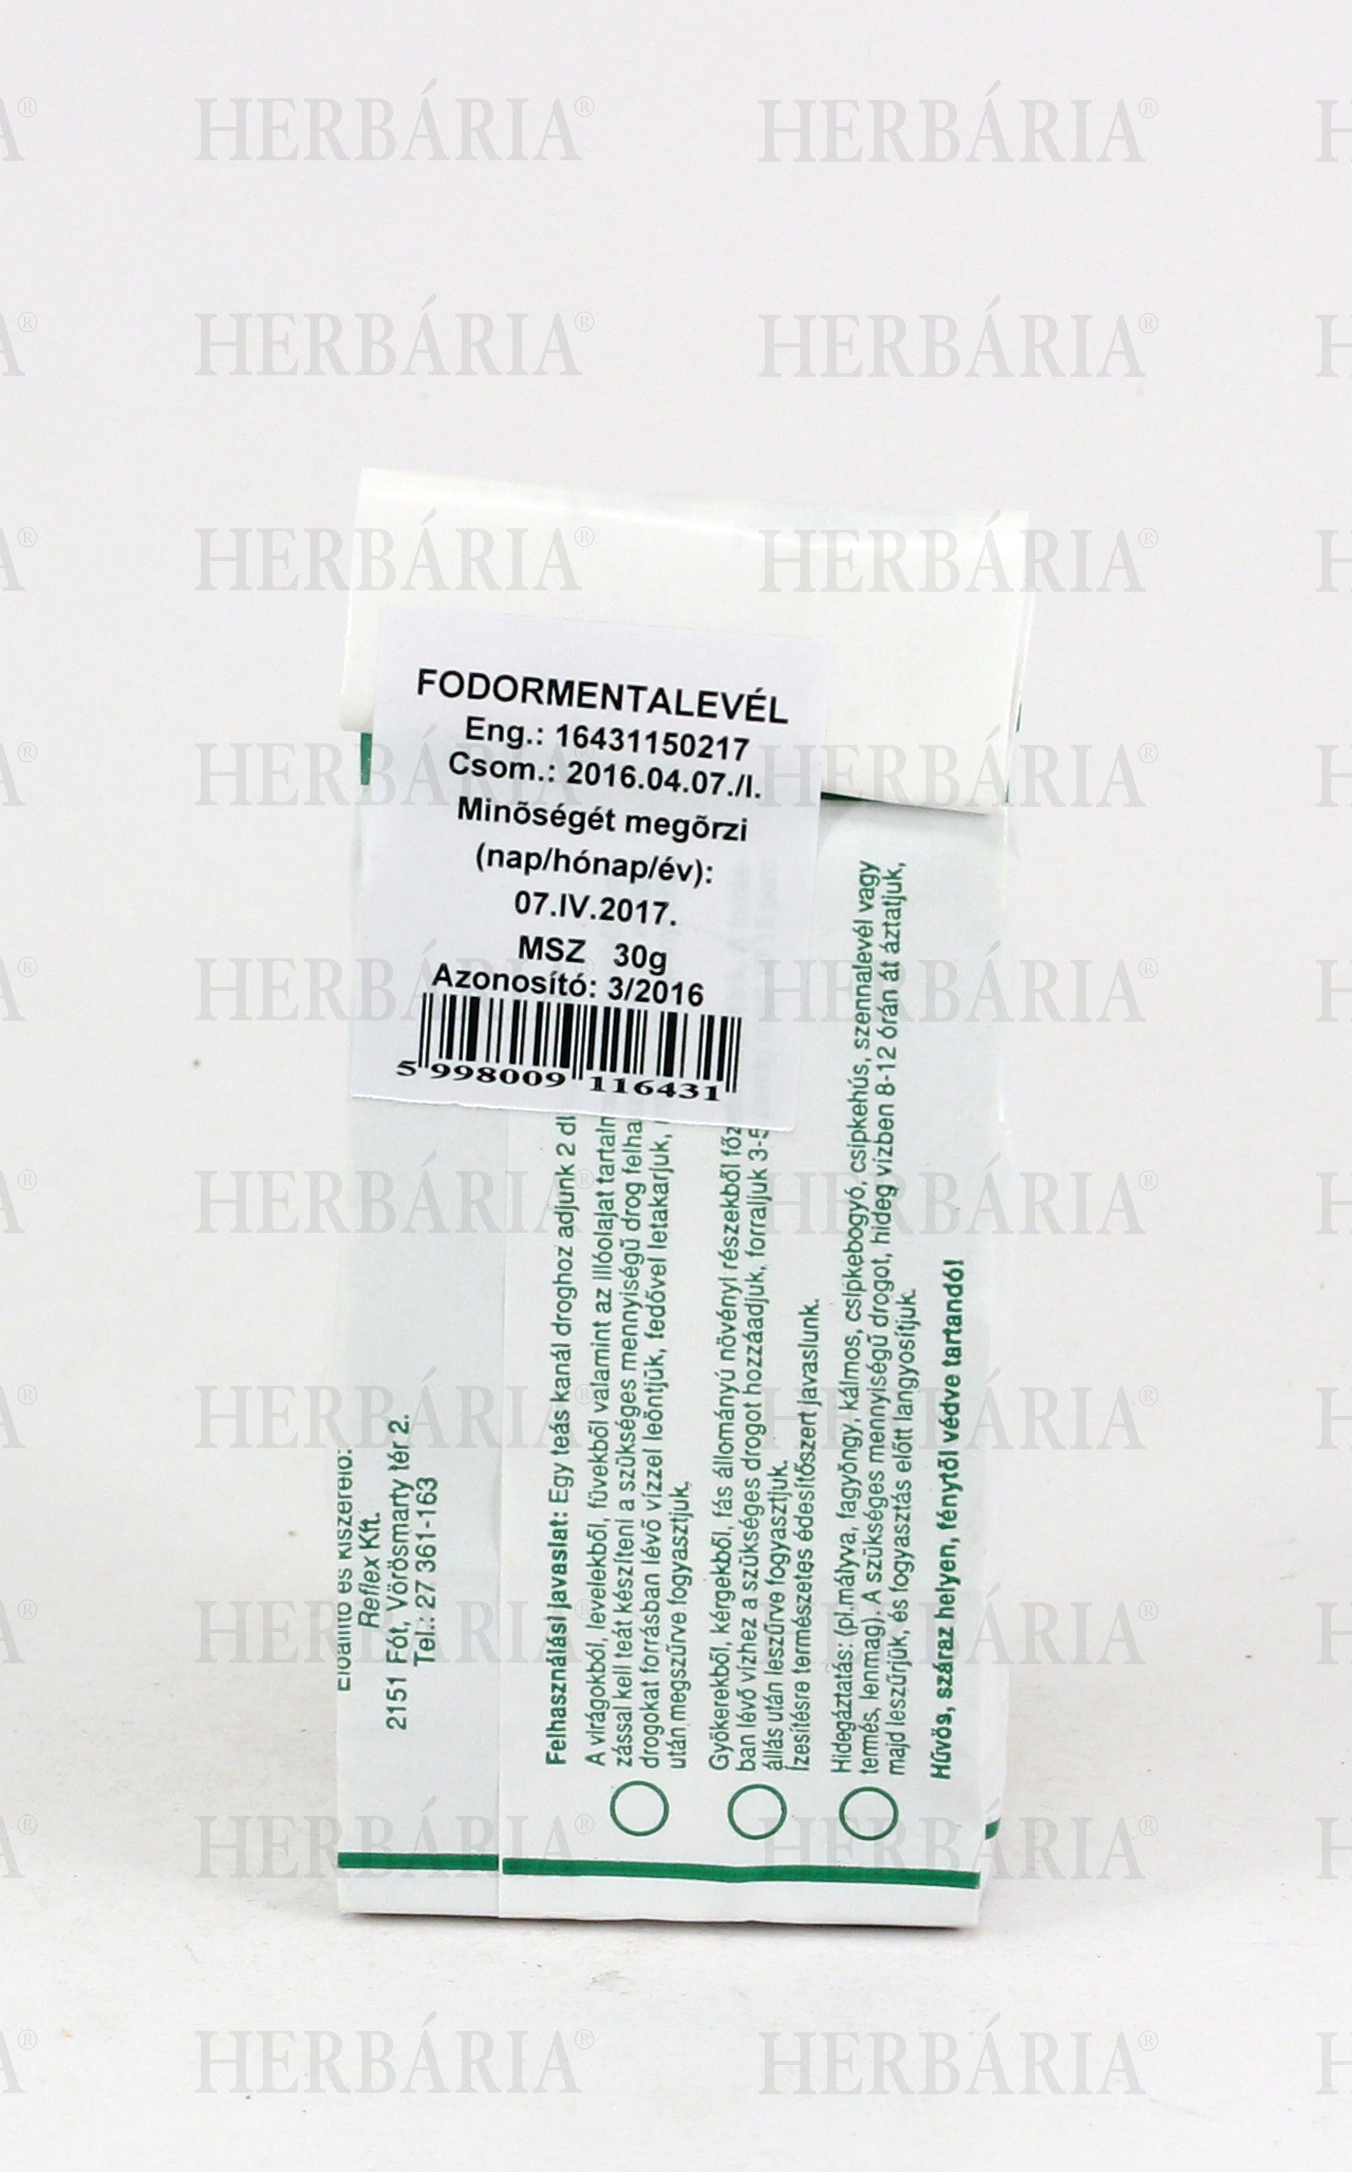 FODORMENTALEVÉL
Eng.: 16431150217
Csom.: 2016.04.07./I.
Minõségét megõrzi
(nap/hónap/év):
07.IV.2017.
MSZ 30g
Azonosító: 3/2016
5 998009 116431
Előállító és kiszerelő:
Reflex Kft.
2151 Fót, Vörösmarty tér 2.
Tel.: 27 361-163
Felhasználási javaslat: Egy teás kanál droghoz adjunk 2 dl
A virágokból, levelekből, füvekből valamint az illóolajat
zással kell teát készíteni a szükséges mennyiségű drog
drogokat forrásban lévő vízzel leöntjük, fedővel letakarjuk,
után megszűrve fogyasztjuk.
Gyökerekből, kérgekből, fás állományú növényi részekből
ban lévő vízhez a szükséges drogot hozzáadjuk, forraljuk 3-5
állás után leszűrve fogyasztjuk.
Ízesítésre természetes édesítőszert javaslunk.
Hidegáztatás: (pl.mályva, fagyöngy, kálmos, csipkebogyó, csipkehús, szennalevél vagy
termés, lenmag). A szükséges mennyiségű drogot, hideg vízben 8-12 órán át áztatjuk,
majd leszűrjük, és fogyasztás előtt langyosítjuk.
Hűvös, száraz helyen, fénytől védve tartandó!
HERBÁRIA®